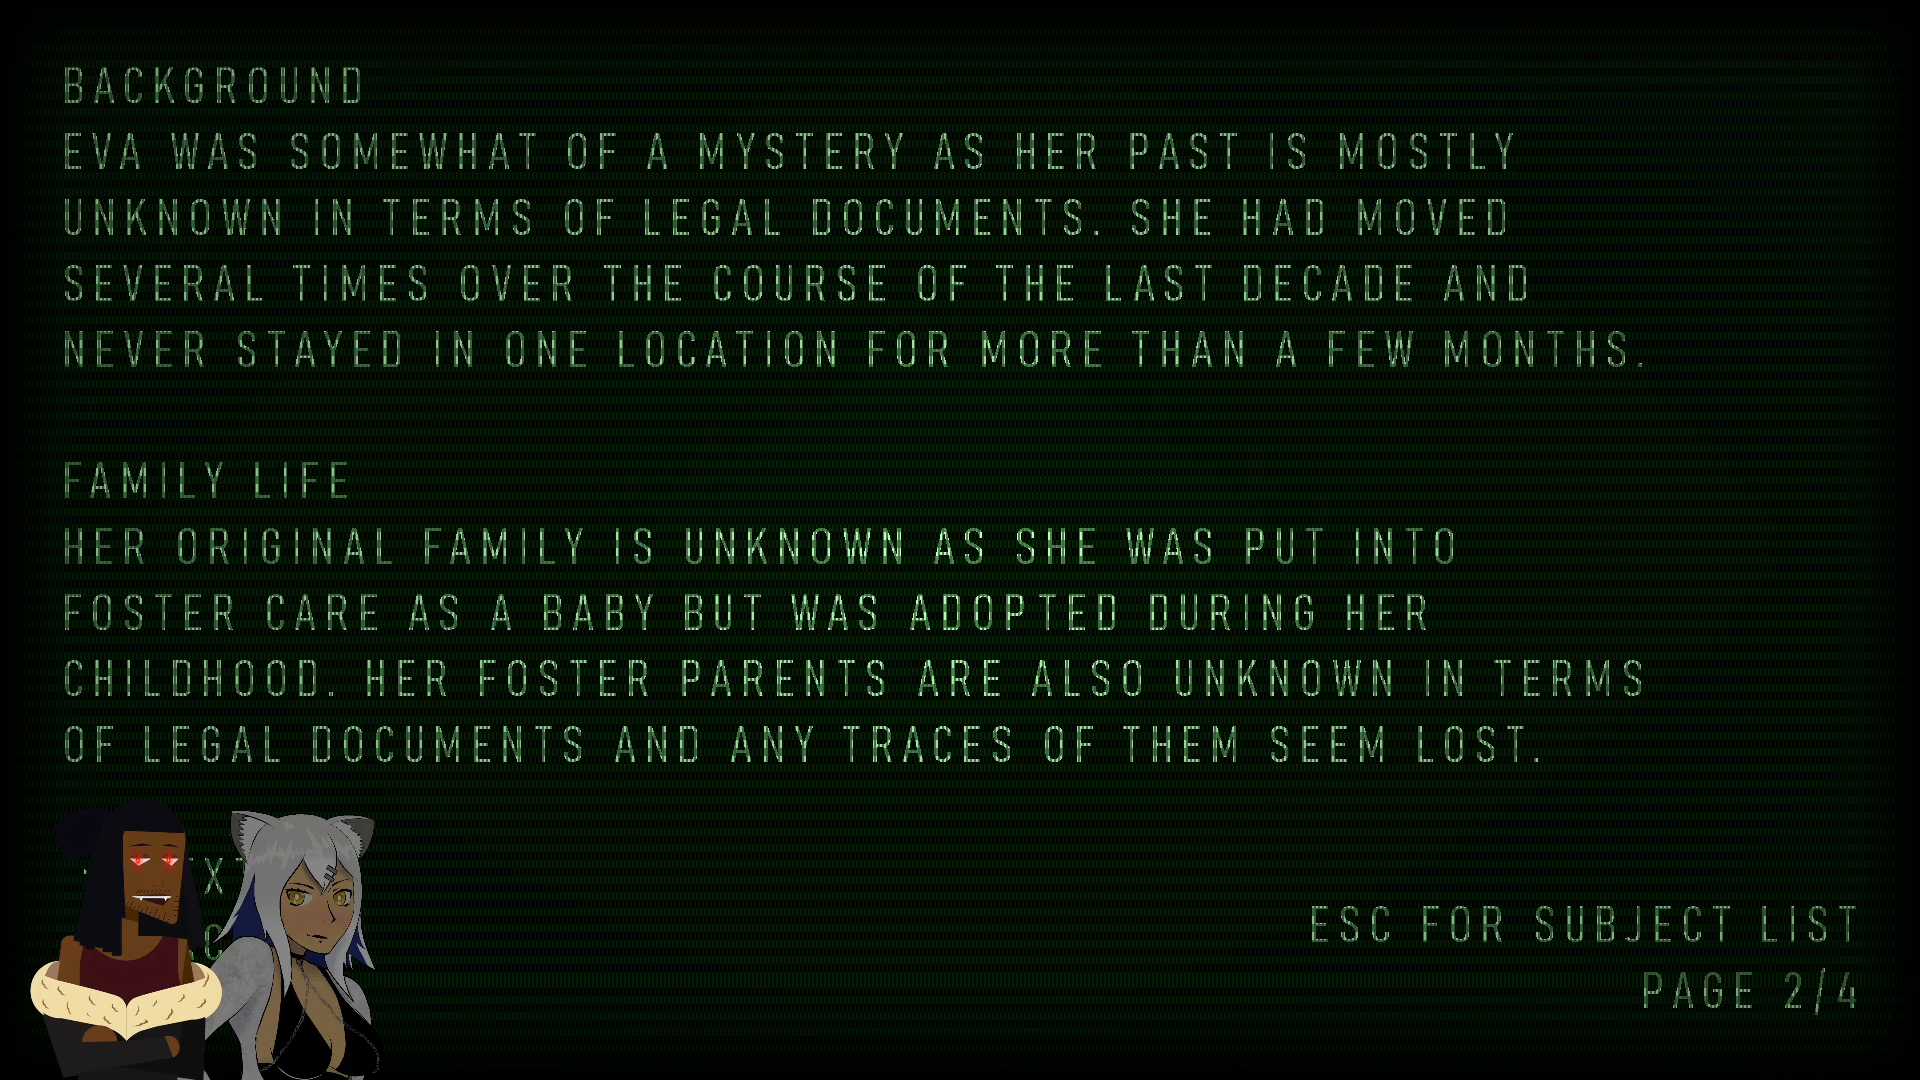 BACKGROUND
EVA WAS SOMEWHAT OF A MYSTERY AS HER PAST IS MOSTLY
UNKNOWN IN TERMS OF LEGAL DOCUMENTS. SHE HAD MOVED
SEVERAL TIMES OVER THE COURSE OF THE LAST DECADE AND
NEVER STAYED IN ONE LOCATION FOR MORE THAN A FEW MONTHS.
FAMILY LIFE
HER ORIGINAL FAMILY IS UNKNOWN AS SHE WAS PUT INTO
FOSTER CARE AS A BABY BUT WAS ADOPTED DURING HER
CHILDHOOD. HER FOSTER PARENTS ARE ALSO UNKNOWN IN TERMS
OF LEGAL DOCUMENTS AND ANY TRACES OF THEM SEEM LOST.
ESC FOR SUBJECT LIST
PAGE 2/4